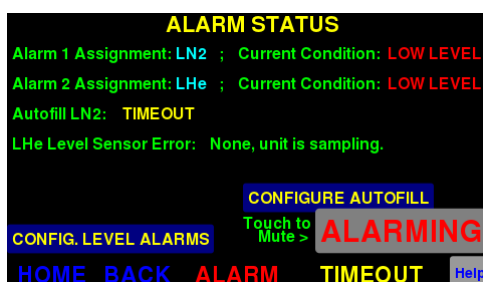 ALARM STATUS
Alarm 1 Assignment: LN2 ; Current Condition: LOW LEVEL
Alarm 2 Assignment: LHe ; Current Condition: LOW LEVEL
Autofill LN2: TIMEOUT
LHe Level Sensor Error: None, unit is sampling.
CONFIGURE AUTOFILL
CONFIG. LEVEL ALARMS
Touch to
Mute >
ALARMING
HOME BACK ALARM TIMEOUT Help